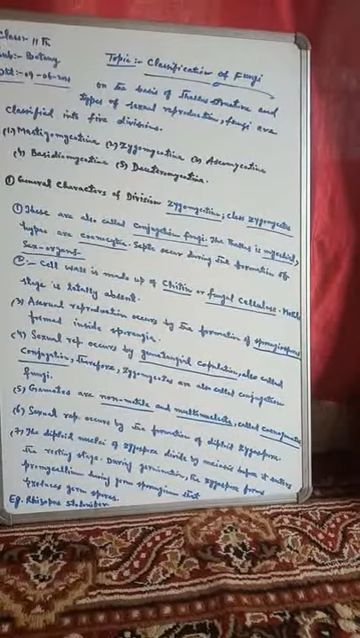 Class:- 11th
Sub:- Botany
Topic:- Classification of Fungi
on the basis of Thallus structure and
types of sexual reproduction, fungi are
classified into five divisions.
(1) Mastigomycotina (2) Zygomycotina (3) Ascomycotina
(4) Basidiomycotina (5) Deuteromycotina.
① General Characters of Division Zygomycotina, class Zygomycetes
① These are also called Conjugation fungi. The thallus is mycelial,
hyphae are coenocytic. Septa occur during the formation of
Sex-organs.
Cell wall is made up of Chitin or fungal Cellulose. Motile
stage is totally absent.
(3) Asexual reproduction occurs by the formation of
formed inside sporangia.
(4) Sexual rep. occurs by gametangial copulation, also called
Conjugation, therefore, Zygomycetes are also called conjugation
fungi.
(5) Gametes are non-motile and multinucleate, called
(6) Sexual rep. occurs by the formation of diploid zygospore.
(7) The diploid nuclei of zygospore divide by meiosis before it enters
the resting stage. During germination, the zygospore forms
promycelium during germ sporangium that
germ spores.
Eg. Rhizopus